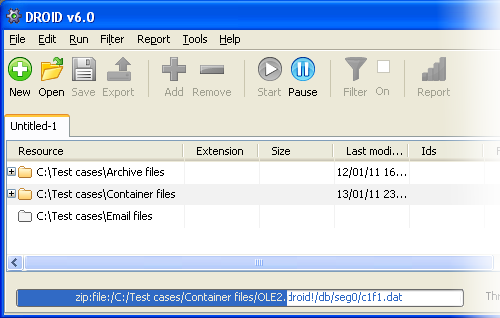 DROID v6.0
File Edit Run Filter Report Tools Help
New Open Save Export Add Remove Start Pause Filter On Report
Untitled-1
Resource Extension Size Last modi... Ids
C:\Test cases\Archive files 12/01/11 16...
C:\Test cases\Container files 13/01/11 23...
C:\Test cases\Email files
zip:file:/C:/Test cases/Container files/OLE2.droid!/db/seg0/c1f1.dat Thr